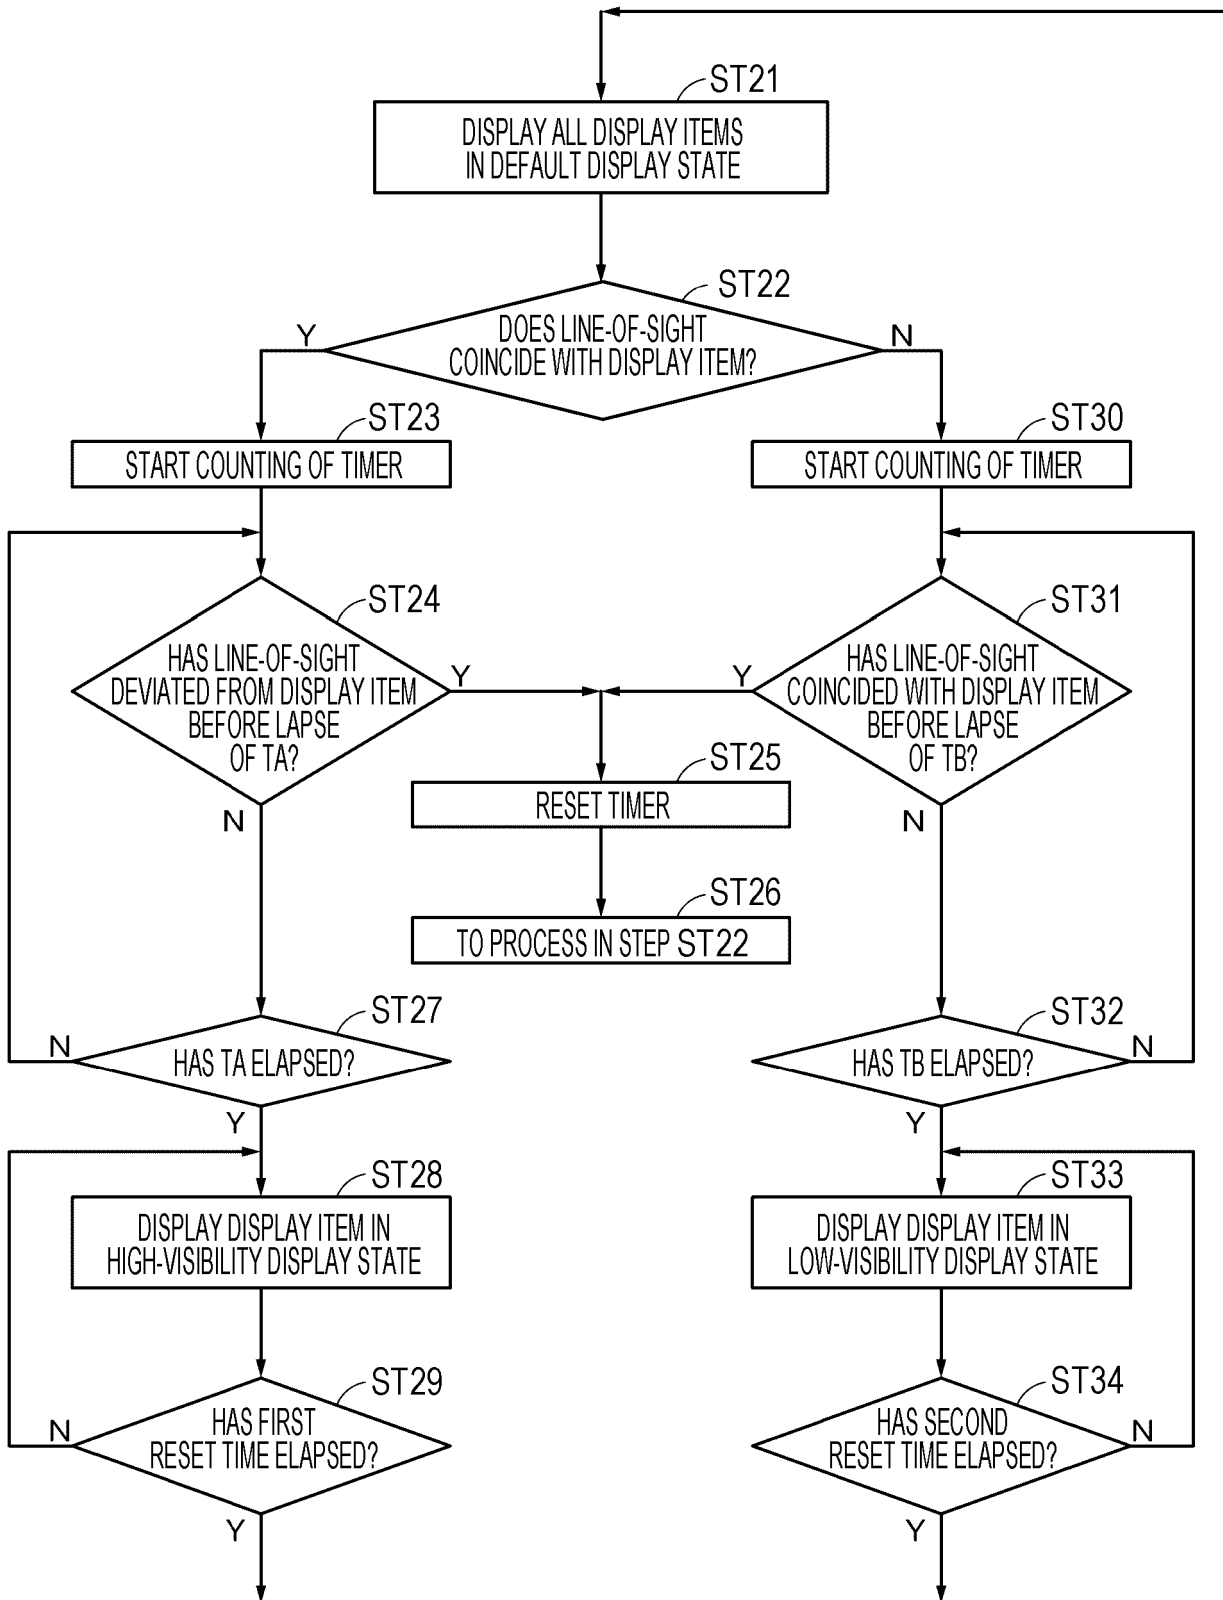 ST21
DISPLAY ALL DISPLAY ITEMS
IN DEFAULT DISPLAY STATE
ST22
DOES LINE-OF-SIGHT
COINCIDE WITH DISPLAY ITEM?
Y
N
ST23
START COUNTING OF TIMER
ST30
START COUNTING OF TIMER
ST24
HAS LINE-OF-SIGHT
DEVIATED FROM DISPLAY ITEM
BEFORE LAPSE
OF TA?
Y
N
ST31
HAS LINE-OF-SIGHT
COINCIDED WITH DISPLAY ITEM
BEFORE LAPSE
OF TB?
Y
N
ST25
RESET TIMER
ST26
TO PROCESS IN STEP ST22
ST27
HAS TA ELAPSED?
N
Y
ST32
HAS TB ELAPSED?
N
Y
ST28
DISPLAY DISPLAY ITEM IN
HIGH-VISIBILITY DISPLAY STATE
ST33
DISPLAY DISPLAY ITEM IN
LOW-VISIBILITY DISPLAY STATE
ST29
HAS FIRST
RESET TIME ELAPSED?
N
Y
ST34
HAS SECOND
RESET TIME ELAPSED?
N
Y